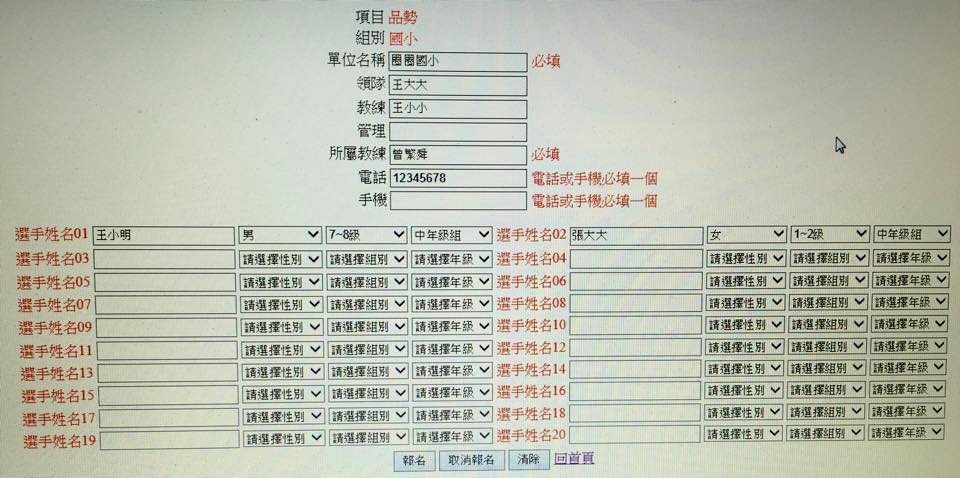 項目 品勢
組別 國小
單位名稱 圈圈國小 必填
領隊 王大大
教練 王小小
管理
所屬教練 曾繁舜 必填
電話 12345678 電話或手機必填一個
手機 電話或手機必填一個
選手姓名01 王小明 男 7~8級 中年級組 選手姓名02 張大大 女 1~2級 中年級組
選手姓名03 請選擇性別 請選擇組別 請選擇年級 選手姓名04 請選擇性別 請選擇組別 請選擇年級
選手姓名05 請選擇性別 請選擇組別 請選擇年級 選手姓名06 請選擇性別 請選擇組別 請選擇年級
選手姓名07 請選擇性別 請選擇組別 請選擇年級 選手姓名08 請選擇性別 請選擇組別 請選擇年級
選手姓名09 請選擇性別 請選擇組別 請選擇年級 選手姓名10 請選擇性別 請選擇組別 請選擇年級
選手姓名11 請選擇性別 請選擇組別 請選擇年級 選手姓名12 請選擇性別 請選擇組別 請選擇年級
選手姓名13 請選擇性別 請選擇組別 請選擇年級 選手姓名14 請選擇性別 請選擇組別 請選擇年級
選手姓名15 請選擇性別 請選擇組別 請選擇年級 選手姓名16 請選擇性別 請選擇組別 請選擇年級
選手姓名17 請選擇性別 請選擇組別 請選擇年級 選手姓名18 請選擇性別 請選擇組別 請選擇年級
選手姓名19 請選擇性別 請選擇組別 請選擇年級 選手姓名20 請選擇性別 請選擇組別 請選擇年級
報名 取消報名 清除 回首頁